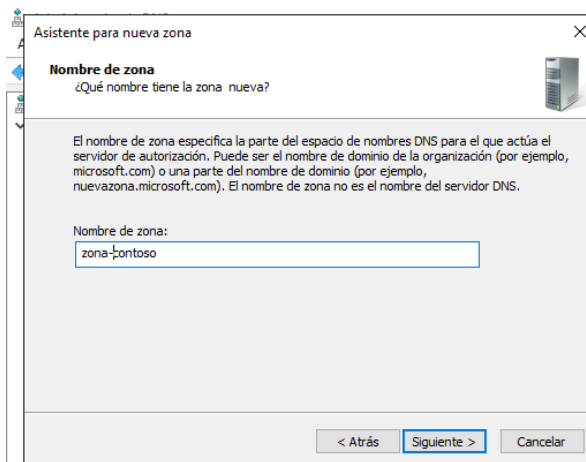 Asistente para nueva zona
Nombre de zona
¿Qué nombre tiene la zona nueva?
El nombre de zona especifica la parte del espacio de nombres DNS para el que actúa el
servidor de autorización. Puede ser el nombre de dominio de la organización (por ejemplo,
microsoft.com) o una parte del nombre de dominio (por ejemplo,
nuevazona.microsoft.com). El nombre de zona no es el nombre del servidor DNS.
Nombre de zona:
zona-contoso
< Atrás
Siguiente >
Cancelar